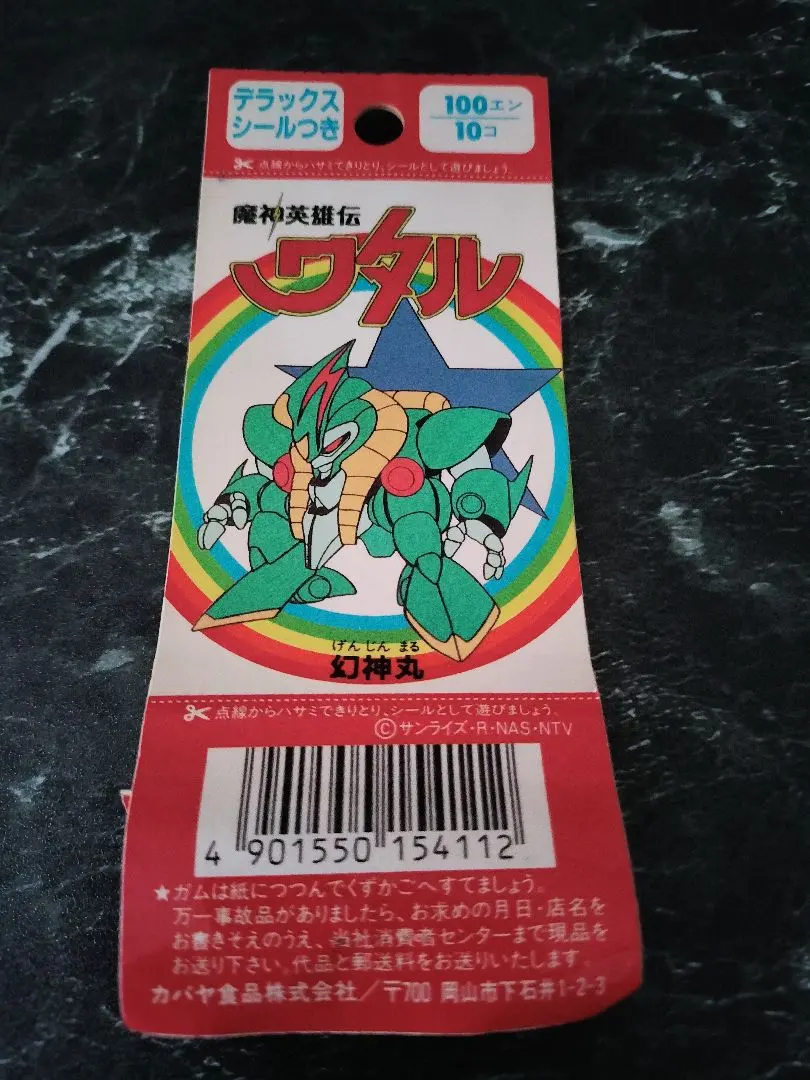 デラックス
シールつき
100エン
10コ
点線からハサミできりとり、シールとして遊びましょう。
魔神英雄伝
ワタル
げんじん まる
幻神丸
点線からハサミできりとり、シールとして遊びましょう。
©サンライズ・R・NAS・NTV
4 901550 154112
★ガムは紙につつんでくずかごへすてましょう。
万一事故品がありましたら、お求めの月日・店名を
お書きそえのうえ、当社消費者センターまで現品を
お送り下さい。代品と郵送料をお送りいたします。
カバヤ食品株式会社/〒700 岡山市下石井1-2-3